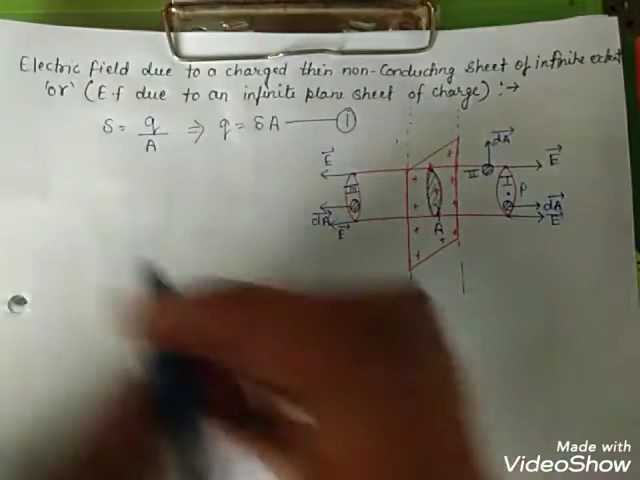 Electric field due to a charged thin non-Conducting sheet of infinite extent
'or' (E.f due to an infinite plane sheet of charge) :→
δ = q/A ⇒ q = δA — ①
dA
E
E
II
III
I
P
dA
dA
E
E
A
Made with
VideoShow